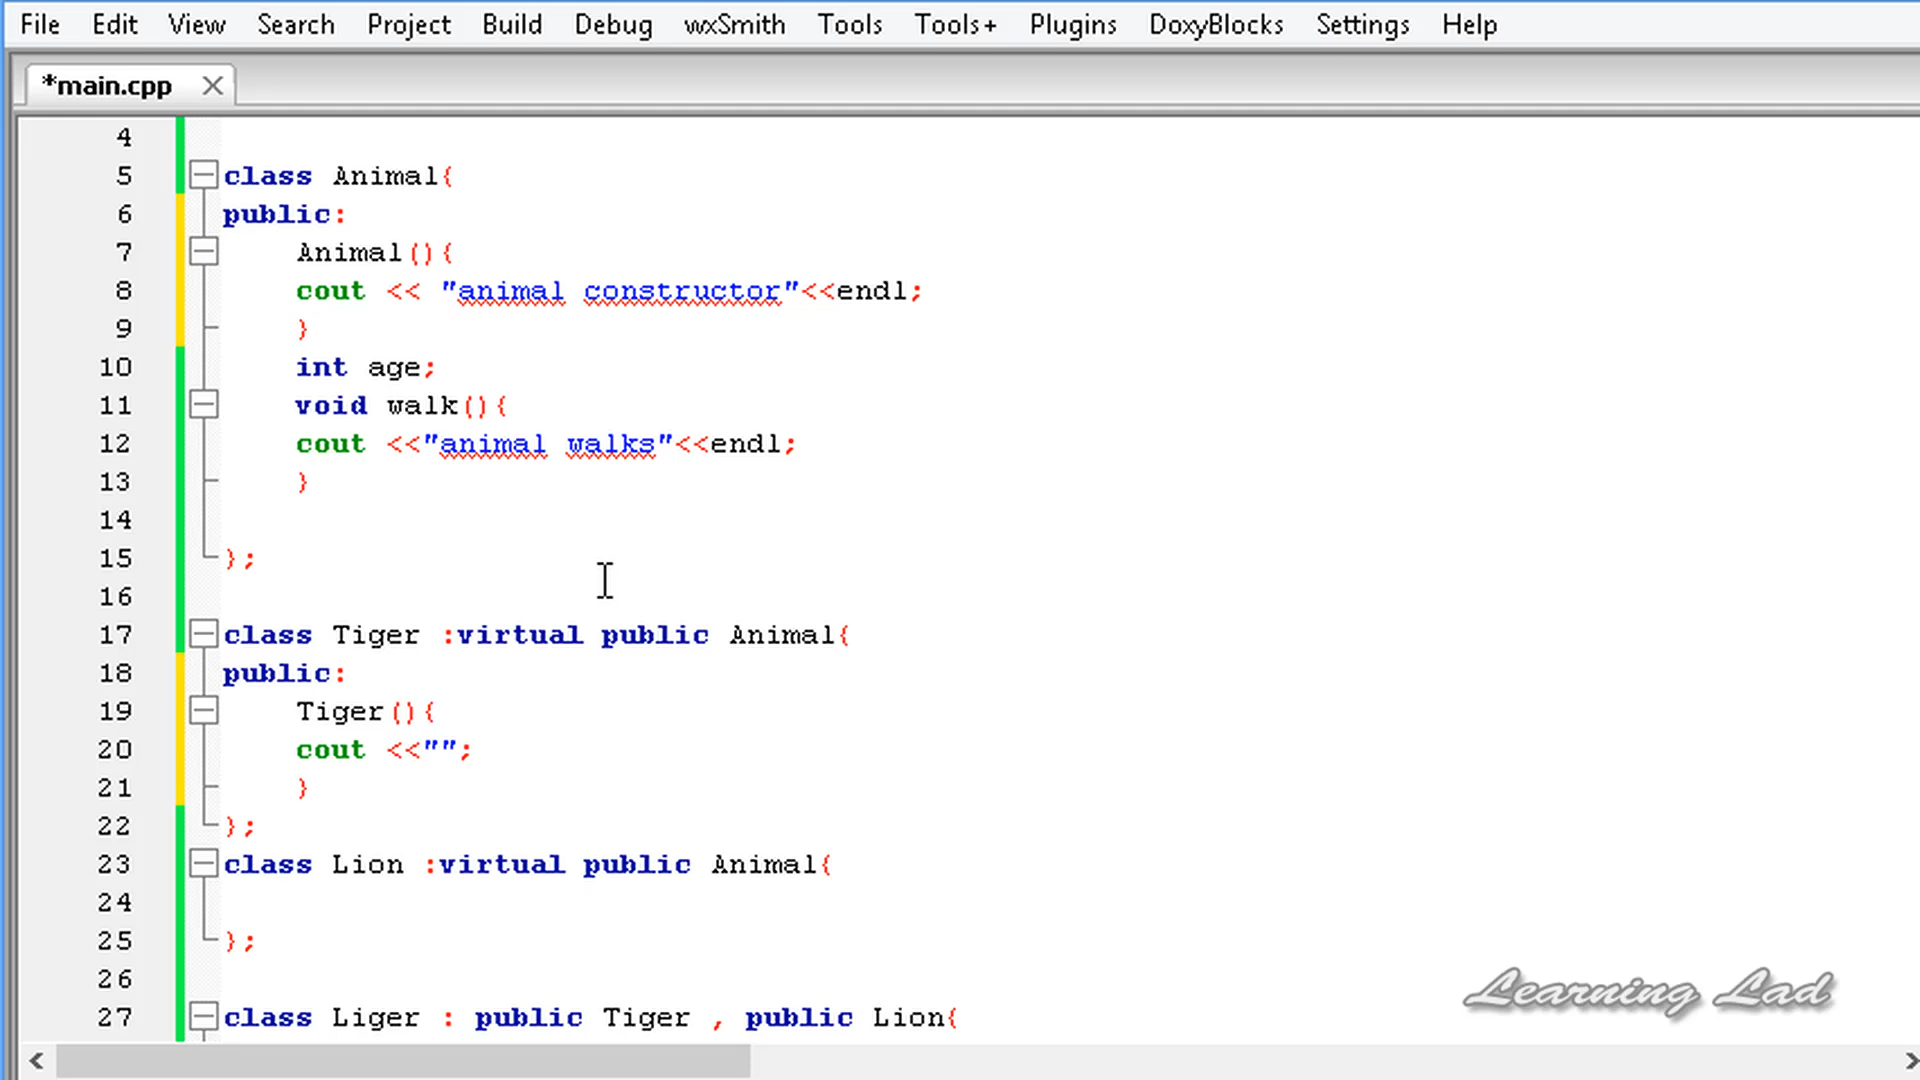 File Edit View Search Project Build Debug wxSmith Tools Tools+ Plugins DoxyBlocks Settings Help
*main.cpp
4
5 class Animal{
6 public:
7 Animal(){
8 cout << "animal constructor"<<endl;
9 }
10 int age;
11 void walk(){
12 cout <<"animal walks"<<endl;
13 }
14
15 };
16
17 class Tiger :virtual public Animal{
18 public:
19 Tiger(){
20 cout <<"";
21 }
22 };
23 class Lion :virtual public Animal{
24
25 };
26
27 class Liger : public Tiger , public Lion{
Learning Lad